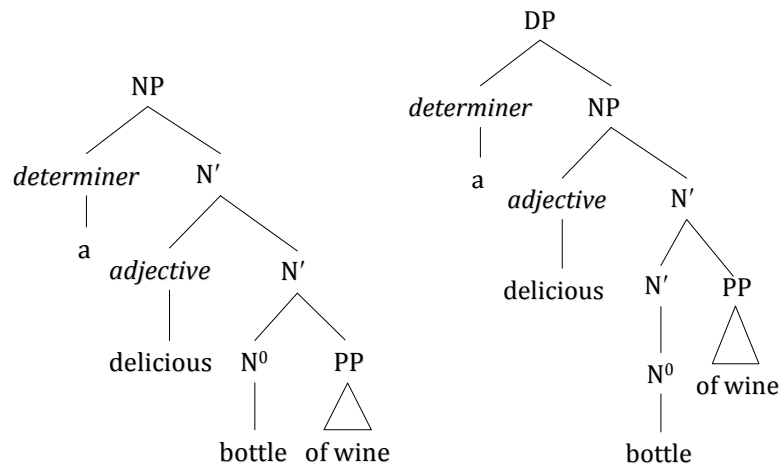 NP
determiner N′
a
adjective N′
delicious N⁰ PP
bottle of wine
DP
determiner NP
a
adjective N′
delicious N′ PP
N⁰ of wine
bottle